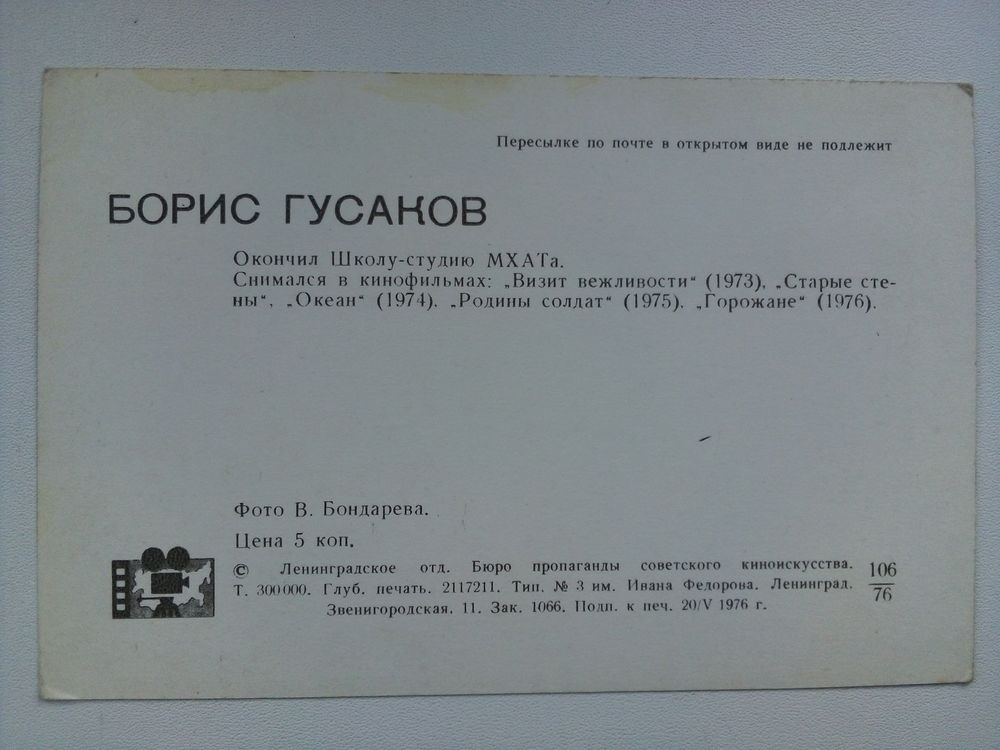 Пересылке по почте в открытом виде не подлежит
БОРИС ГУСАКОВ
Окончил Школу-студию МХАТа.
Снимался в кинофильмах: „Визит вежливости“ (1973), „Старые сте-
ны“, „Океан“ (1974), „Родины солдат“ (1975), „Горожане“ (1976).
Фото В. Бондарева.
Цена 5 коп.
© Ленинградское отд. Бюро пропаганды советского киноискусства.
Т. 300000. Глуб. печать. 2117211. Тип. № 3 им. Ивана Федорова. Ленинград.
Звенигородская, 11. Зак. 1066. Подп. к печ. 20/V 1976 г.
106
76